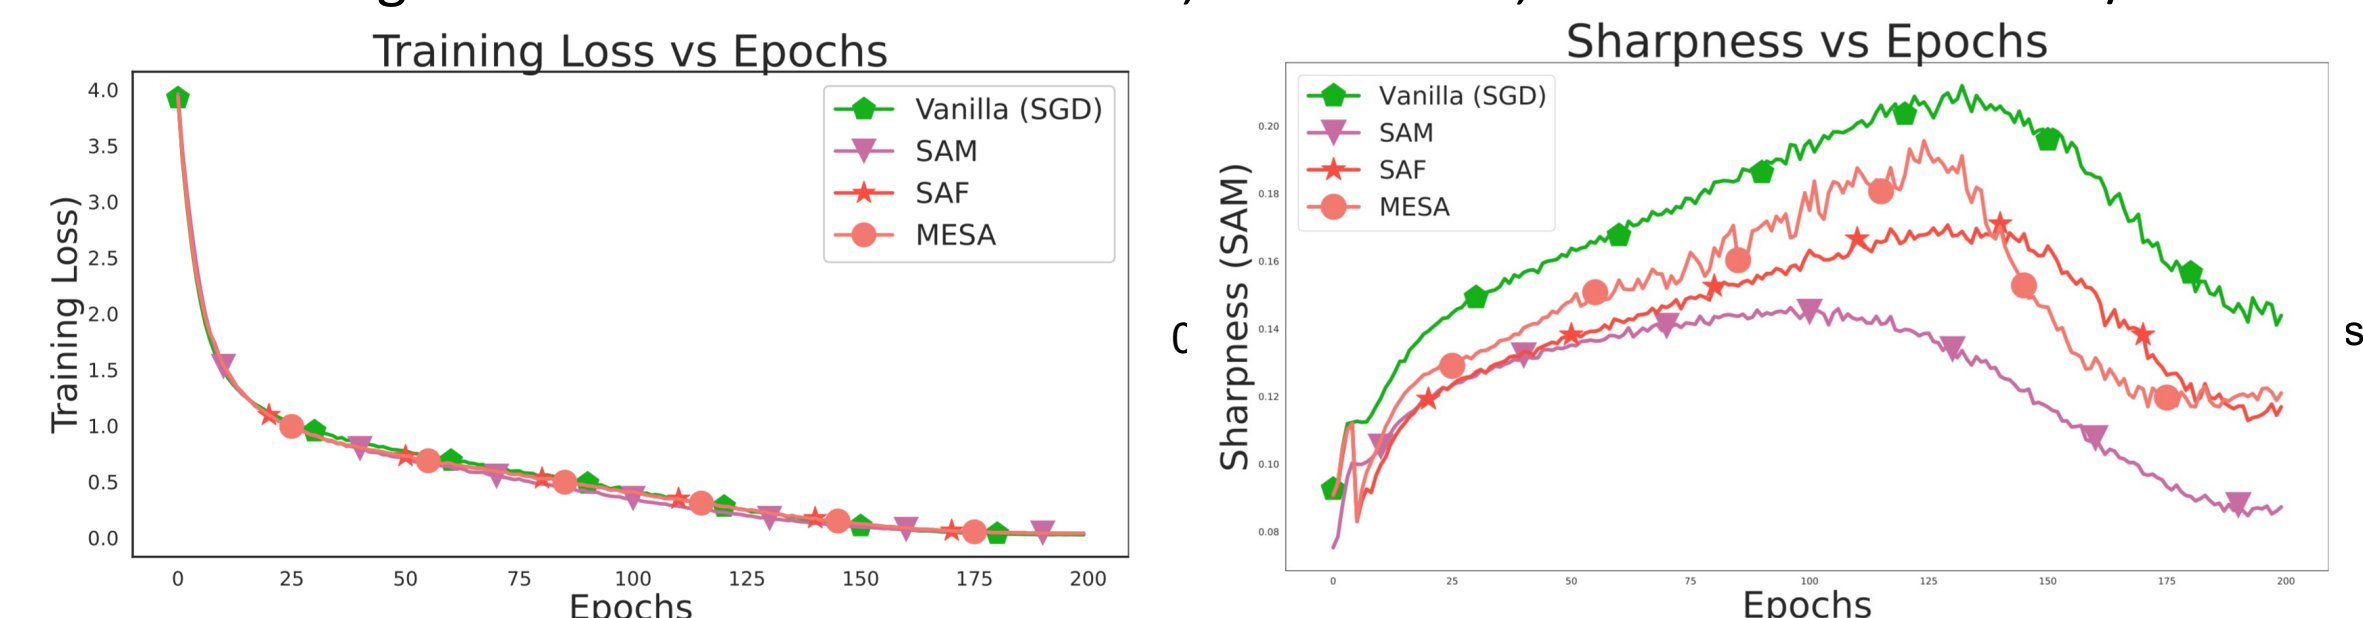 Training Loss vs Epochs
Training Loss)
4.0
3.5
3.0
2.5
2.0
1.5
1.0
0.5
0.0
Vanilla (SGD)
SAM
SAF
MESA
0 25 50 75 100 125 150 175 200
Epochs
Sharpness vs Epochs
Sharpness (SAM)
0.20
0.18
0.16
0.14
0.12
0.10
0.08
Vanilla (SGD)
SAM
SAF
MESA
0 25 50 75 100 125 150 175 200
Epochs
s